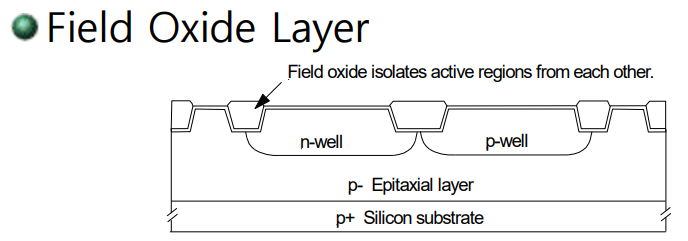 Field Oxide Layer
Field oxide isolates active regions from each other.
n-well
p-well
p- Epitaxial layer
p+ Silicon substrate